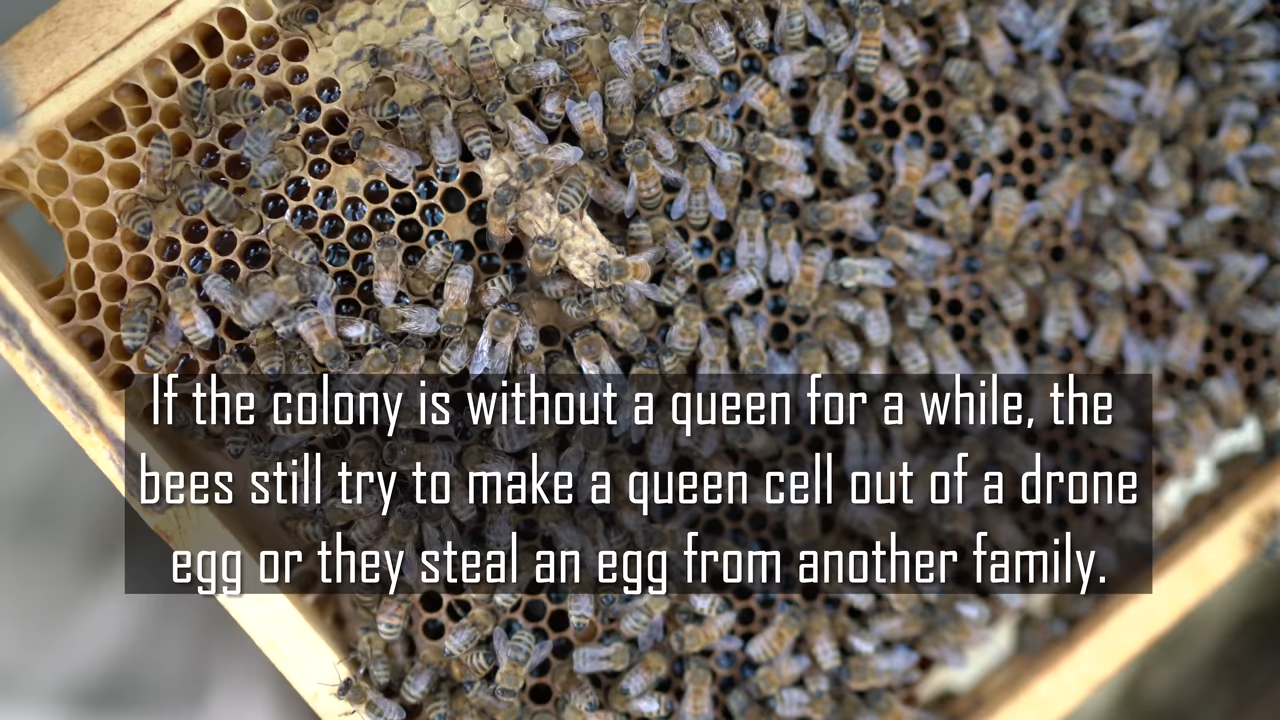 If the colony is without a queen for a while, the
bees still try to make a queen cell out of a drone
egg or they steal an egg from another family.